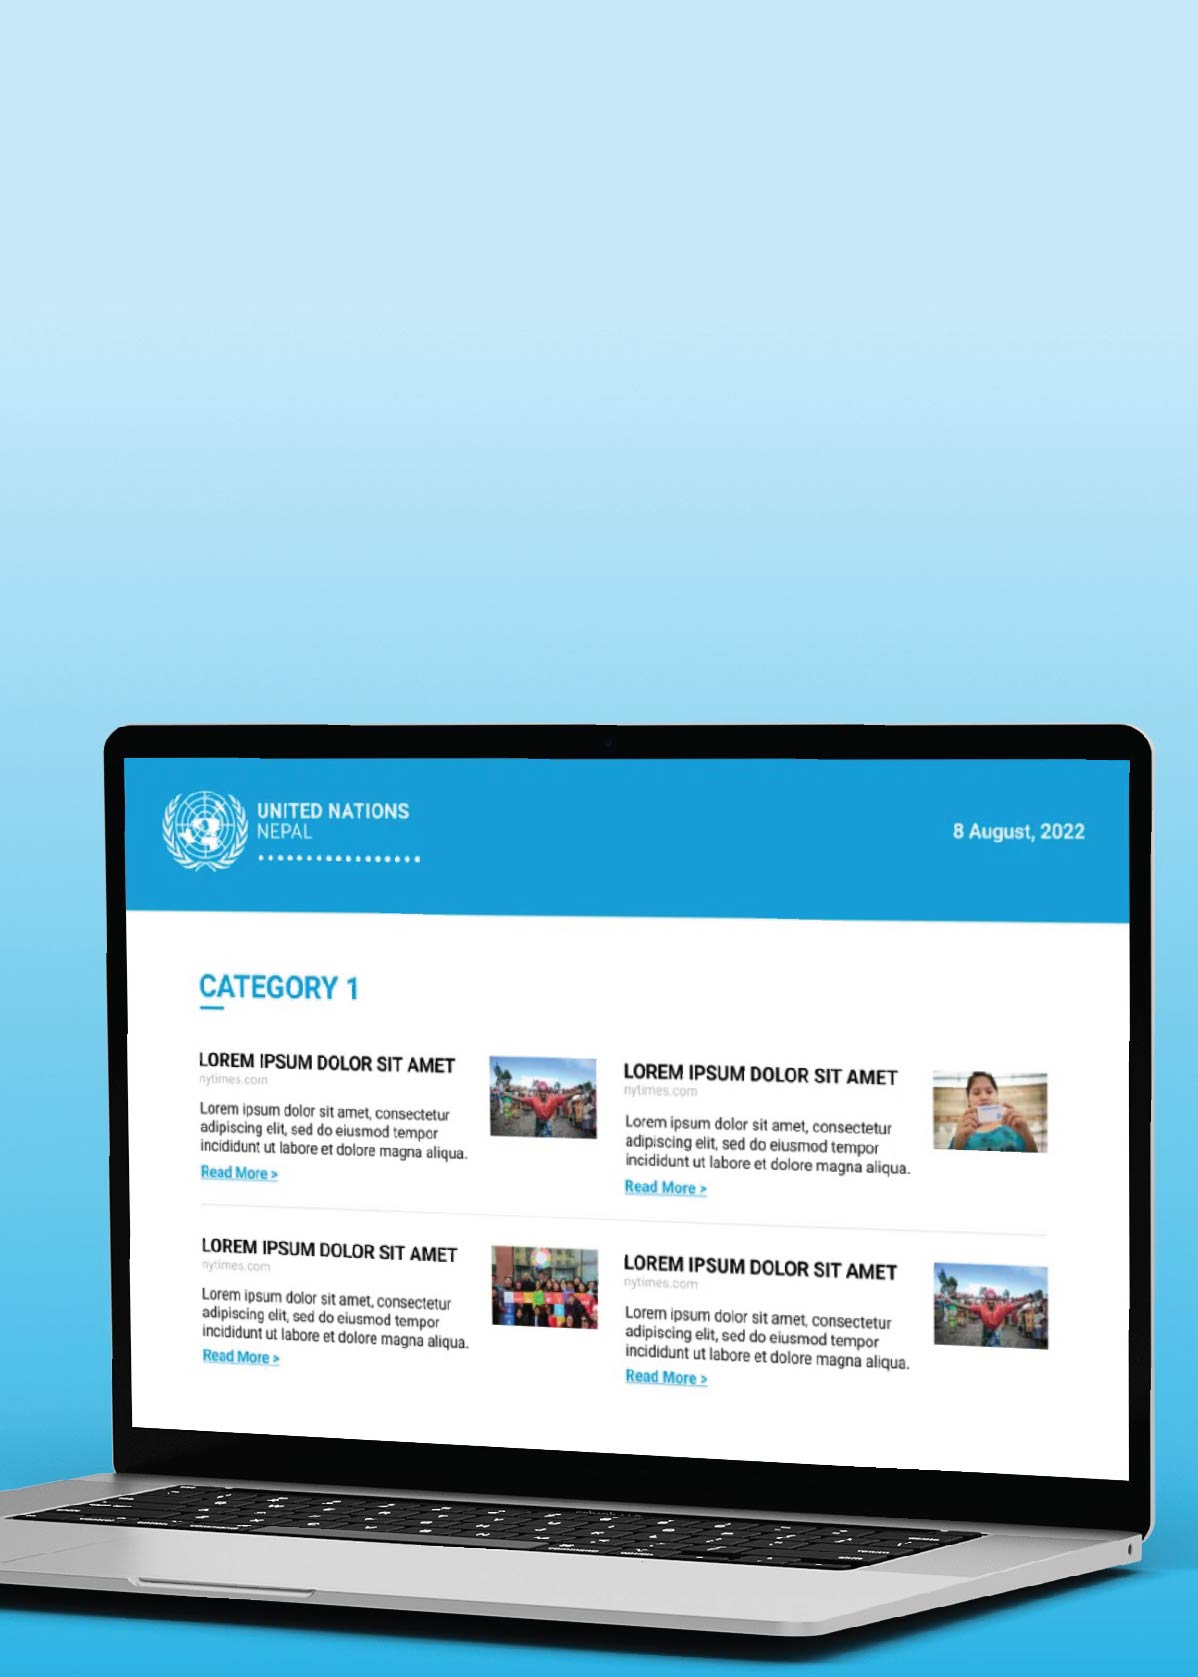 UNITED NATIONS
NEPAL
8 August, 2022
CATEGORY 1
LOREM IPSUM DOLOR SIT AMET
nytimes.com
Lorem ipsum dolor sit amet, consectetur
adipiscing elit, sed do eiusmod tempor
incididunt ut labore et dolore magna aliqua.
Read More >
LOREM IPSUM DOLOR SIT AMET
nytimes.com
Lorem ipsum dolor sit amet, consectetur
adipiscing elit, sed do eiusmod tempor
incididunt ut labore et dolore magna aliqua.
Read More >
LOREM IPSUM DOLOR SIT AMET
nytimes.com
Lorem ipsum dolor sit amet, consectetur
adipiscing elit, sed do eiusmod tempor
incididunt ut labore et dolore magna aliqua.
Read More >
LOREM IPSUM DOLOR SIT AMET
nytimes.com
Lorem ipsum dolor sit amet, consectetur
adipiscing elit, sed do eiusmod tempor
incididunt ut labore et dolore magna aliqua.
Read More >